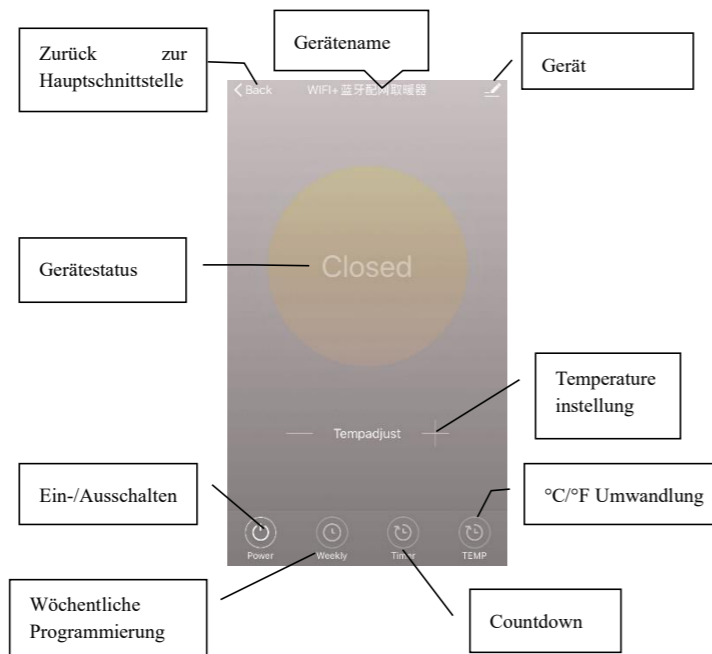 Zurück zur
Hauptschnittstelle
Gerätename
Gerät
Back
WIFI+蓝牙配网取暖器
Gerätestatus
Closed
Temperature
instellung
Tempadjust
Ein-/Ausschalten
°C/°F Umwandlung
Power
Weekly
Timer
TEMP
Wöchentliche
Programmierung
Countdown